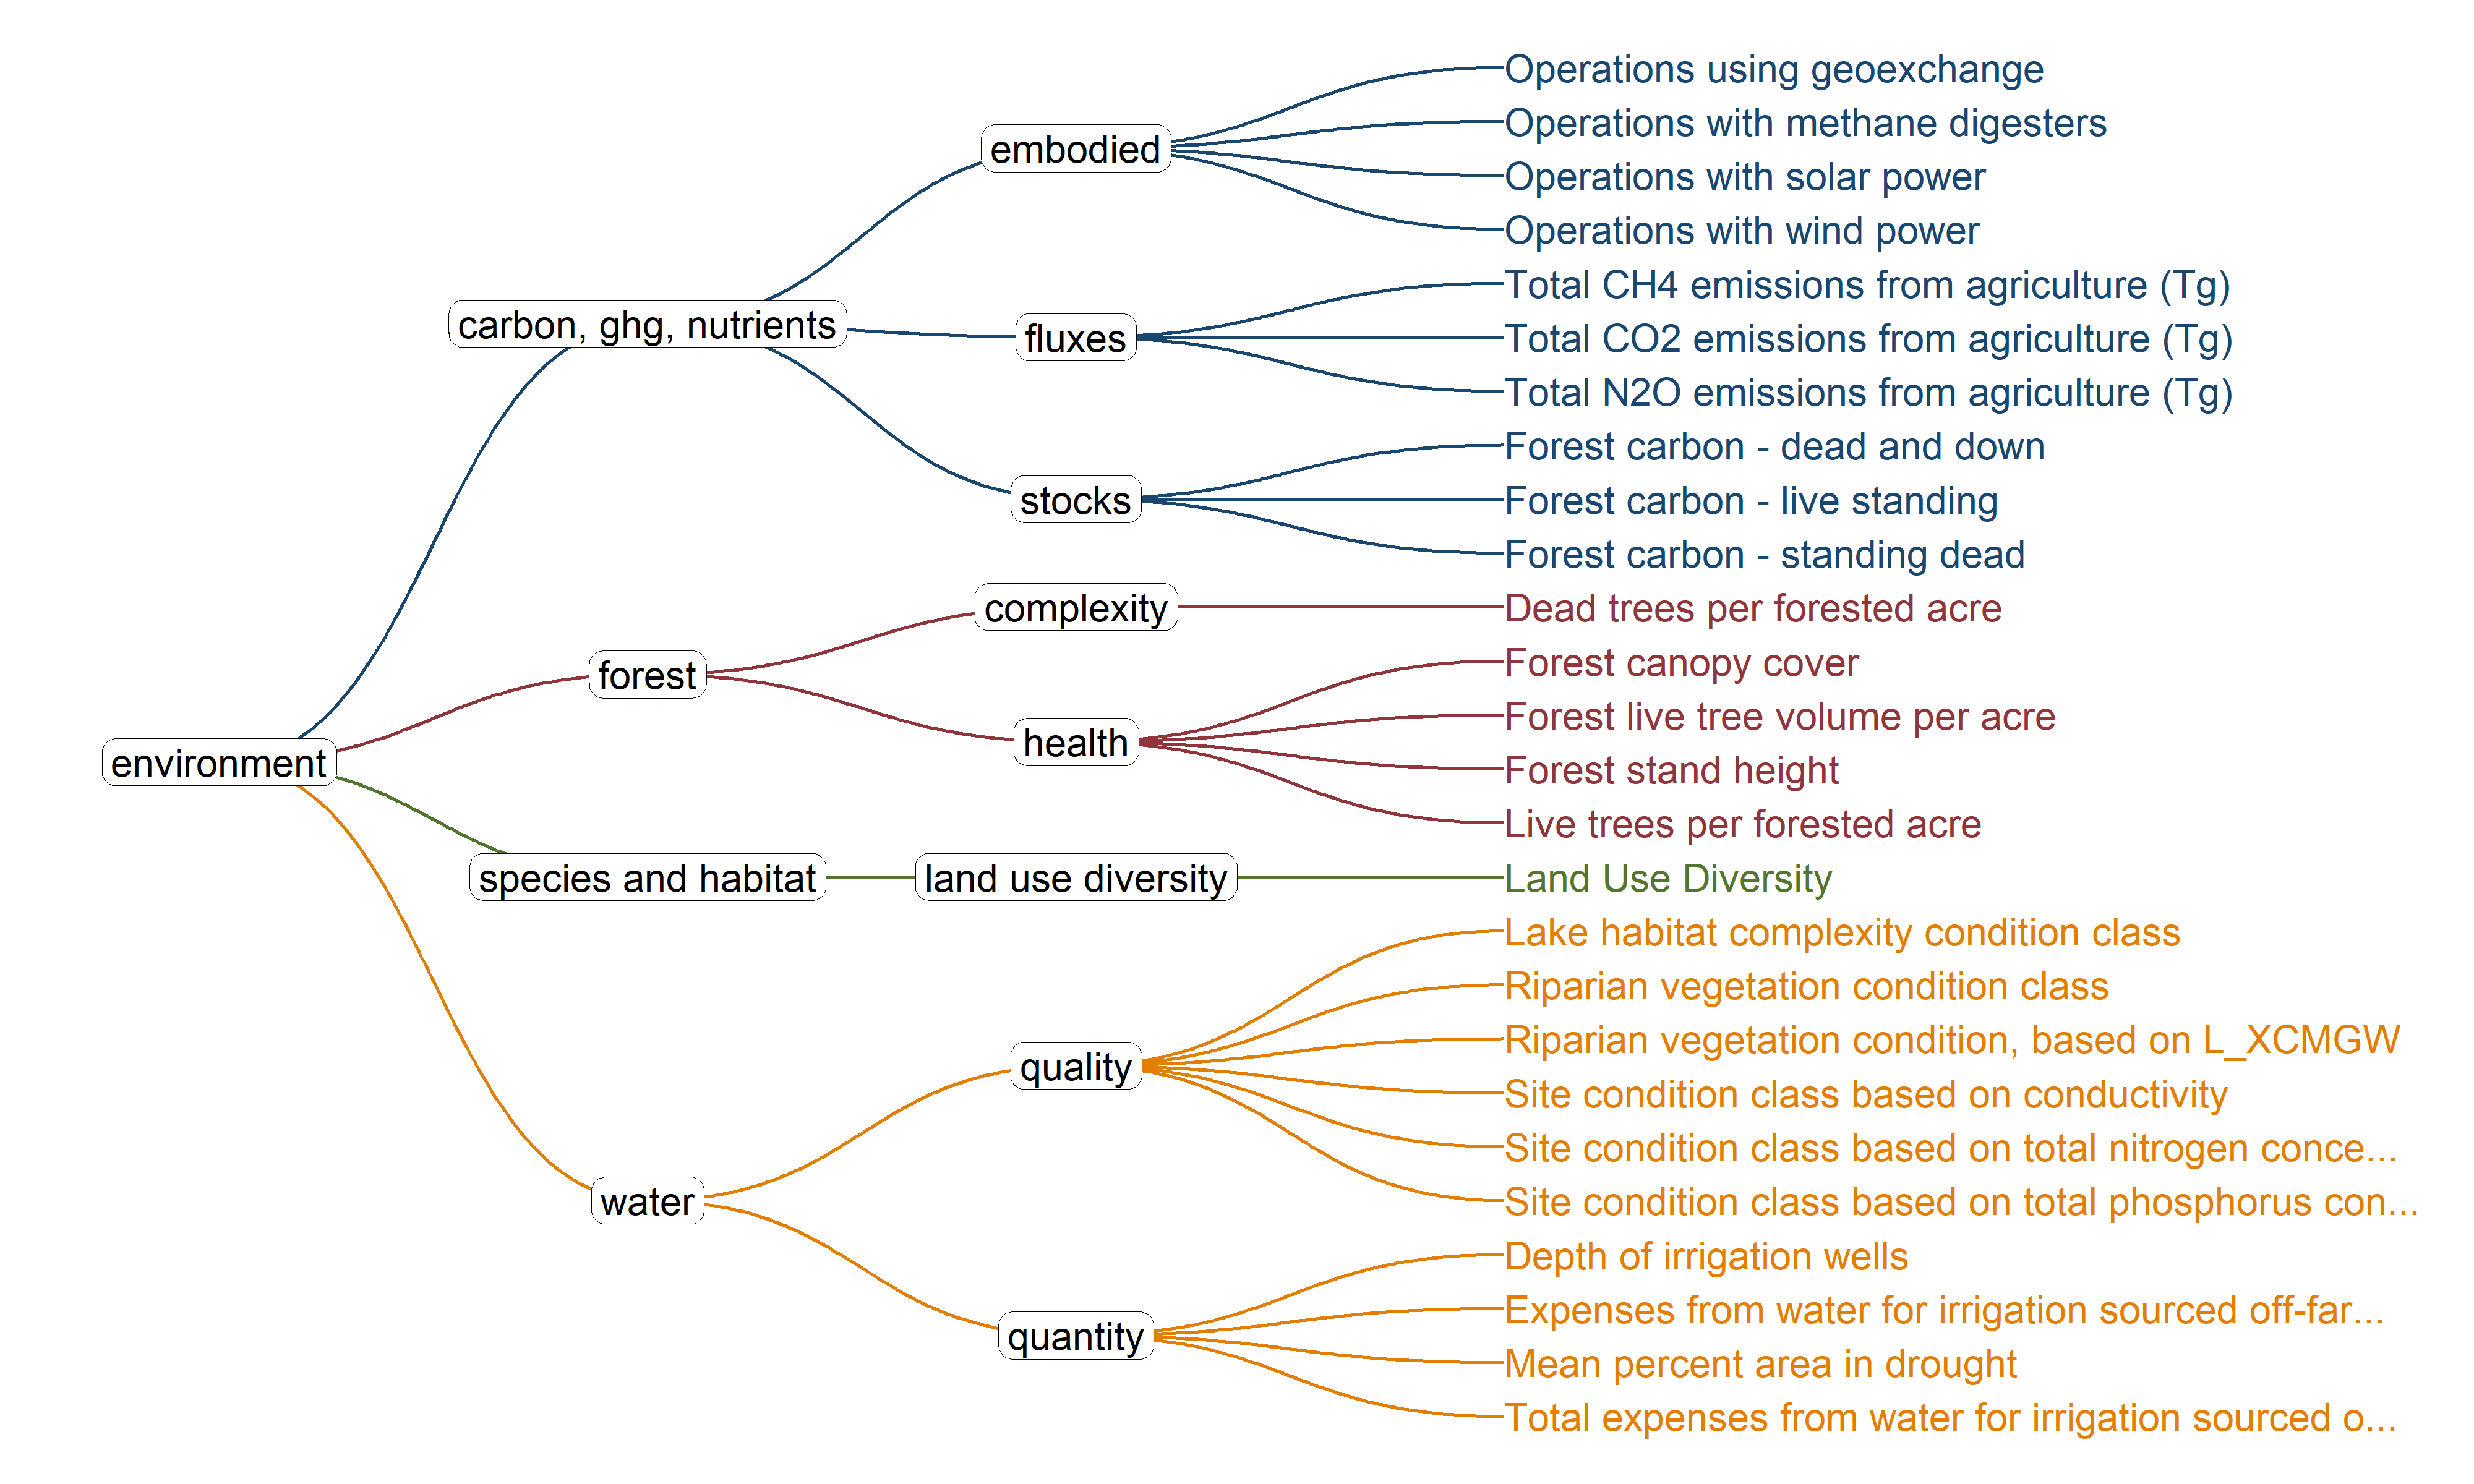 environment
carbon, ghg, nutrients
forest
species and habitat
water
embodied
fluxes
stocks
complexity
health
land use diversity
quality
quantity
Operations using geoexchange
Operations with methane digesters
Operations with solar power
Operations with wind power
Total CH4 emissions from agriculture (Tg)
Total CO2 emissions from agriculture (Tg)
Total N2O emissions from agriculture (Tg)
Forest carbon - dead and down
Forest carbon - live standing
Forest carbon - standing dead
Dead trees per forested acre
Forest canopy cover
Forest live tree volume per acre
Forest stand height
Live trees per forested acre
Land Use Diversity
Lake habitat complexity condition class
Riparian vegetation condition class
Riparian vegetation condition, based on L_XCMGW
Site condition class based on conductivity
Site condition class based on total nitrogen conce...
Site condition class based on total phosphorus con...
Depth of irrigation wells
Expenses from water for irrigation sourced off-far...
Mean percent area in drought
Total expenses from water for irrigation sourced o...